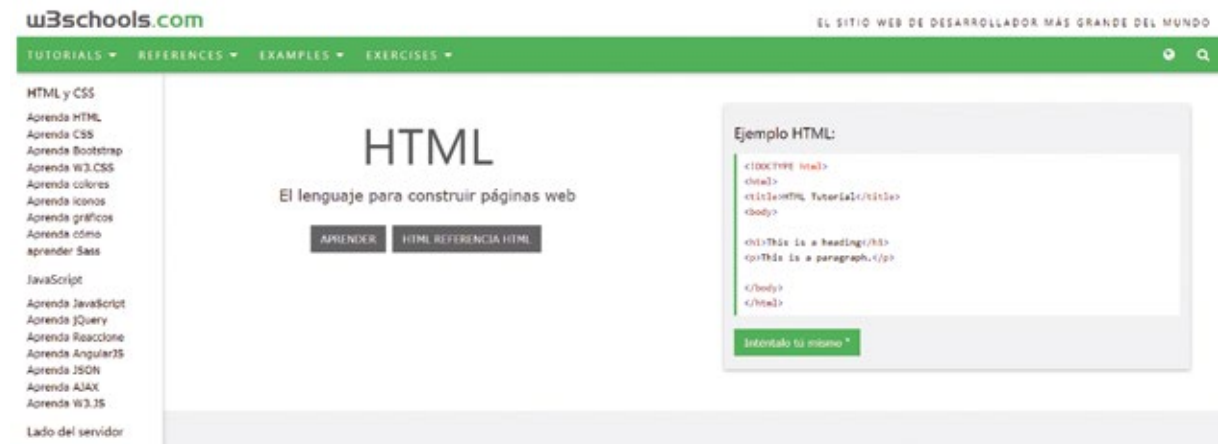 w3schools.com
EL SITIO WEB DE DESARROLLADOR MÁS GRANDE DEL MUNDO
TUTORIALS REFERENCES EXAMPLES EXERCISES
HTML y CSS
Aprenda HTML
Aprenda CSS
Aprenda Bootstrap
Aprenda W3.CSS
Aprenda colores
Aprenda iconos
Aprenda gráficos
Aprenda cómo
aprender Sass
JavaScript
Aprenda JavaScript
Aprenda jQuery
Aprenda Reaccione
Aprenda AngularJS
Aprenda JSON
Aprenda AJAX
Aprenda W3.JS
Lado del servidor
HTML
El lenguaje para construir páginas web
APRENDER HTML REFERENCIA HTML
Ejemplo HTML:
<!DOCTYPE html>
<html>
<title>HTML Tutorial</title>
<body>
<h1>This is a heading</h1>
<p>This is a paragraph.</p>
</body>
</html>
Inténtalo tú mismo "